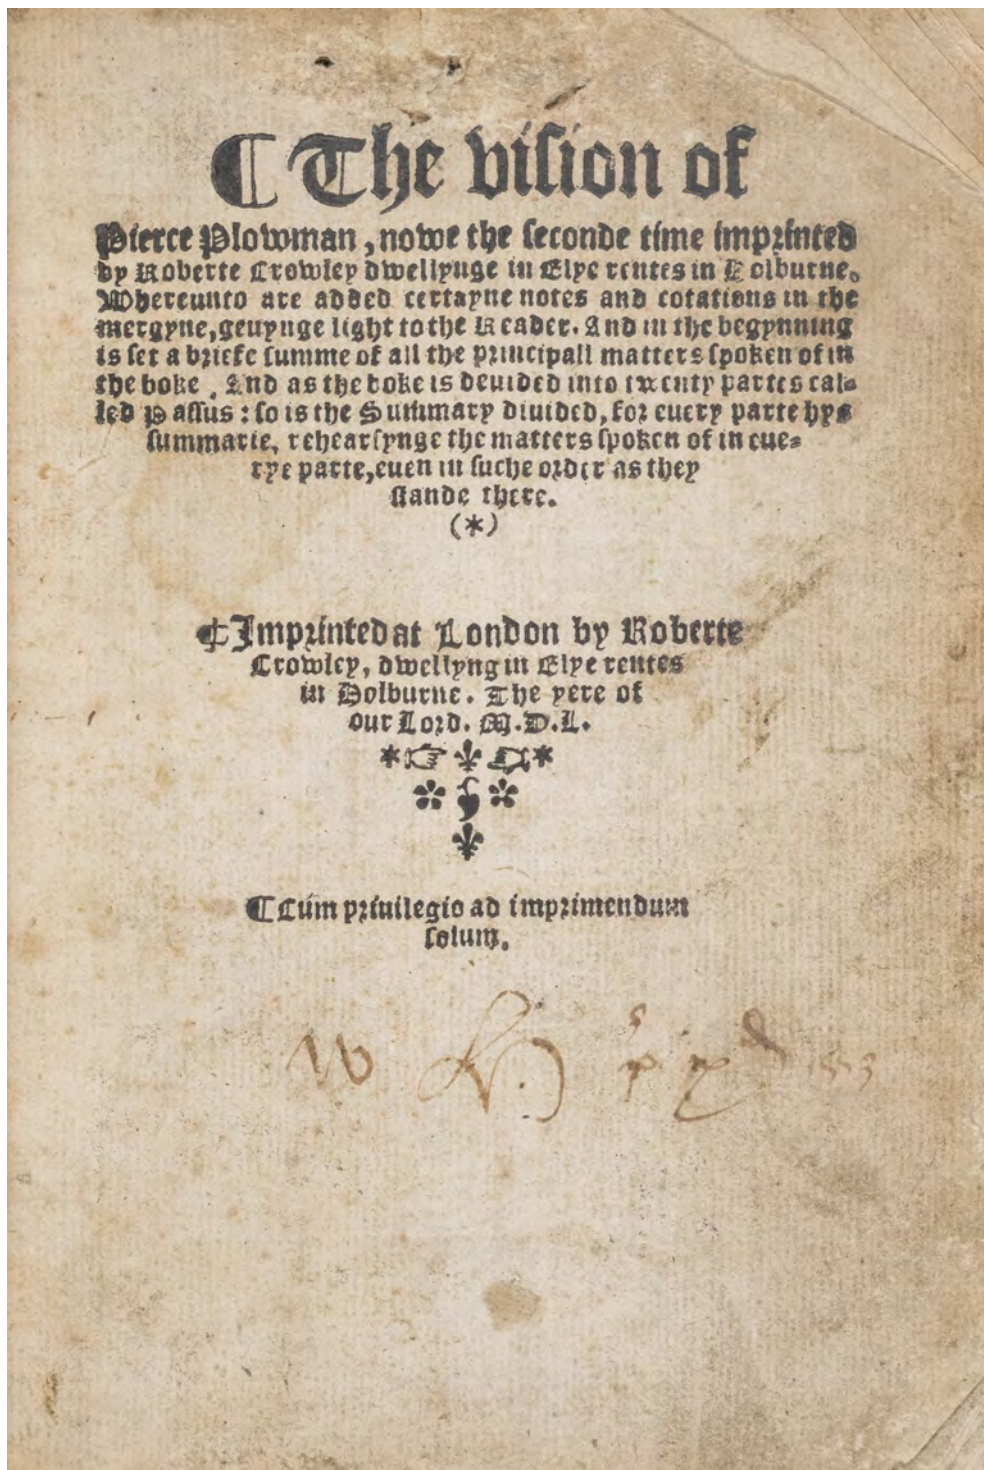 ¶ The viſion of
Pierce Plowman, nowe the ſeconde time imprinted
by Roberte Crowley dwellynge in Elye rentes in Holburne.
Whereunto are added certayne notes and cotations in the
mergyne, geuynge light to the Reader. And in the begynning
is ſet a briefe ſumme of all the principall matters ſpoken of in
the boke. And as the boke is deuided into twenty partes cal-
led Paſſus: ſo is the Summary diuided, for euery parte hys
ſummarie, rehearſynge the matters ſpoken of in eue-
rye parte, euen in ſuche order as they
ſtande there.
(*)
¶ Imprinted at London by Roberte
Crowley, dwellyng in Elye rentes
in Holburne. The yere of
our Lord. M.D.L.
¶ Cum priuilegio ad imprimendum
ſolum.